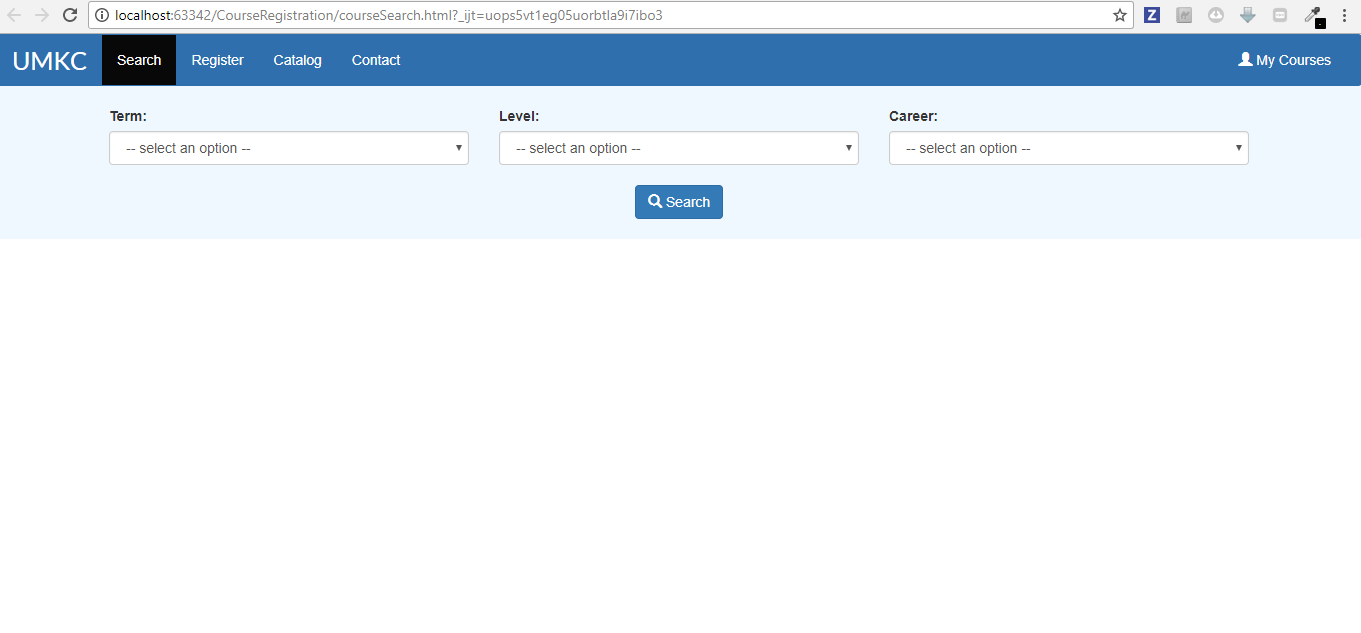 localhost:63342/CourseRegistration/courseSearch.html?_ijt=uops5vt1eg05uorbtla9i7ibo3
Z
UMKC Search Register Catalog Contact My Courses
Term: Level: Career:
-- select an option -- -- select an option -- -- select an option --
Search